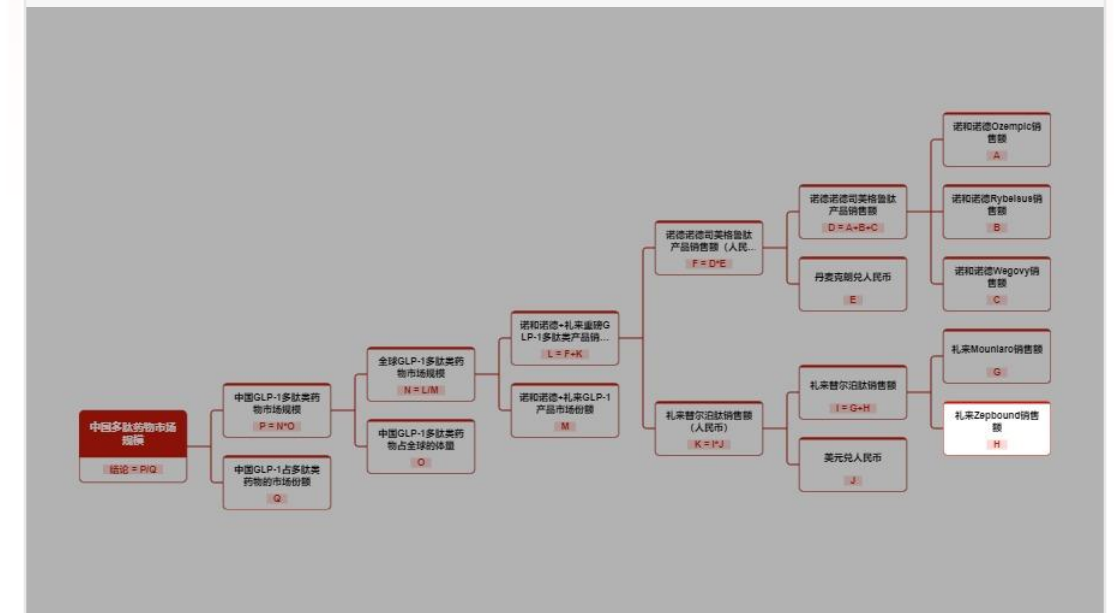 诺和诺德Ozempic销
售额
A
诺德诺德司美格鲁肽
产品销售额
D = A+B+C
诺和诺德Rybelsus销
售额
B
诺德诺德司美格鲁肽
产品销售额（人民...
F = D*E
丹麦克朗兑人民币
E
诺和诺德Wegovy销
售额
C
诺和诺德+礼来重磅G
LP-1多肽类产品销...
L = F+K
全球GLP-1多肽类药
物市场规模
N = L/M
礼来Mounjaro销售额
G
中国GLP-1多肽类药
物市场规模
P = N*O
诺和诺德+礼来GLP-1
产品市场份额
M
礼来替尔泊肽销售额
I = G+H
中国多肽药物市场
规模
结论 = P/Q
中国GLP-1多肽类药
物占全球的体量
O
礼来替尔泊肽销售额
（人民币）
K = I*J
礼来Zepbound销售
额
H
中国GLP-1占多肽类
药物的市场份额
Q
美元兑人民币
J